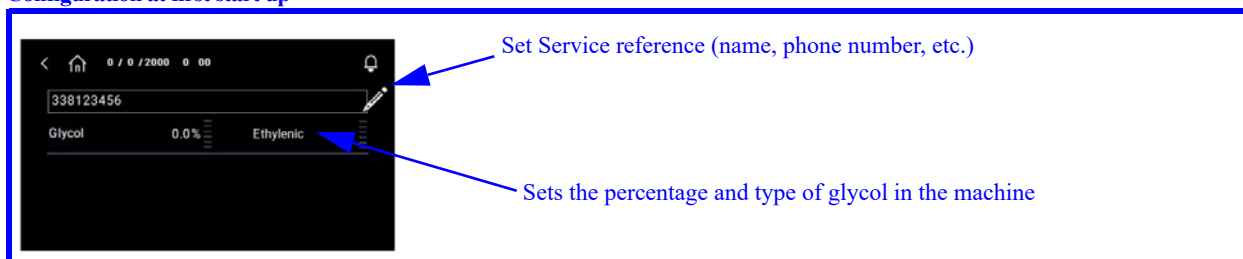 Configuration at first start up
Set Service reference (name, phone number, etc.)
0 / 0 /2000 0 00
338123456
Glycol 0.0% Ethylenic
Sets the percentage and type of glycol in the machine